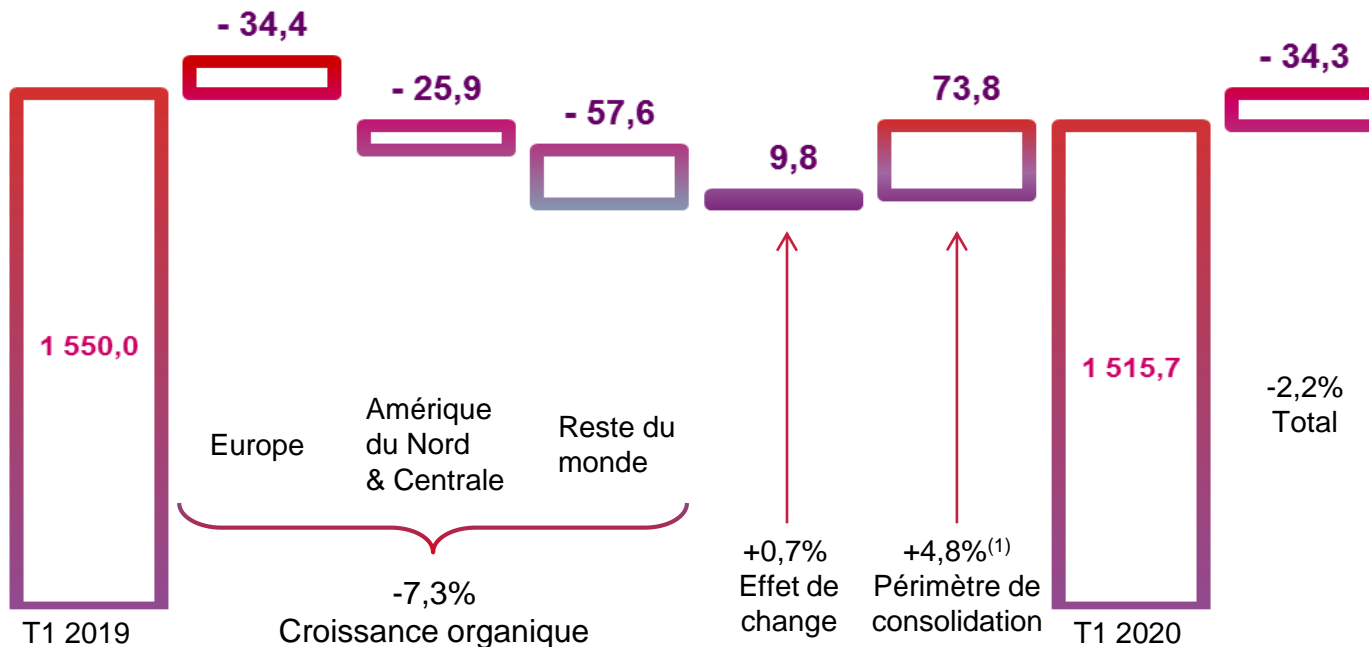 - 34,4
- 25,9
- 57,6
9,8
73,8
- 34,3
1 550,0
1 515,7
Europe
Amérique
du Nord
& Centrale
Reste du
monde
-2,2%
Total
-7,3%
Croissance organique
+0,7%
Effet de
change
+4,8%(1)
Périmètre de
consolidation
T1 2019
T1 2020